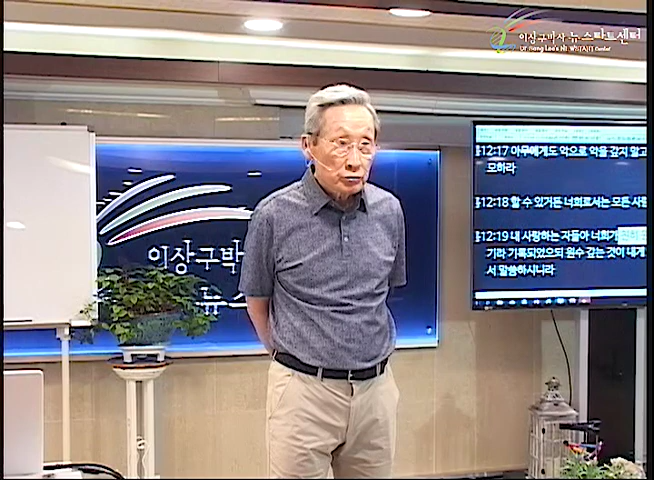 이상구박사 뉴스타트센터
12:17 아무에게도 악으로 악을 갚지 말고
모하라
12:18 할 수 있거든 너희로서는 모든 사람
12:19 내 사랑하는 자들아 너희가
기라 기록되었으되 원수 갚는 것이 내게
서 말씀하시니라
이상구박
뉴스